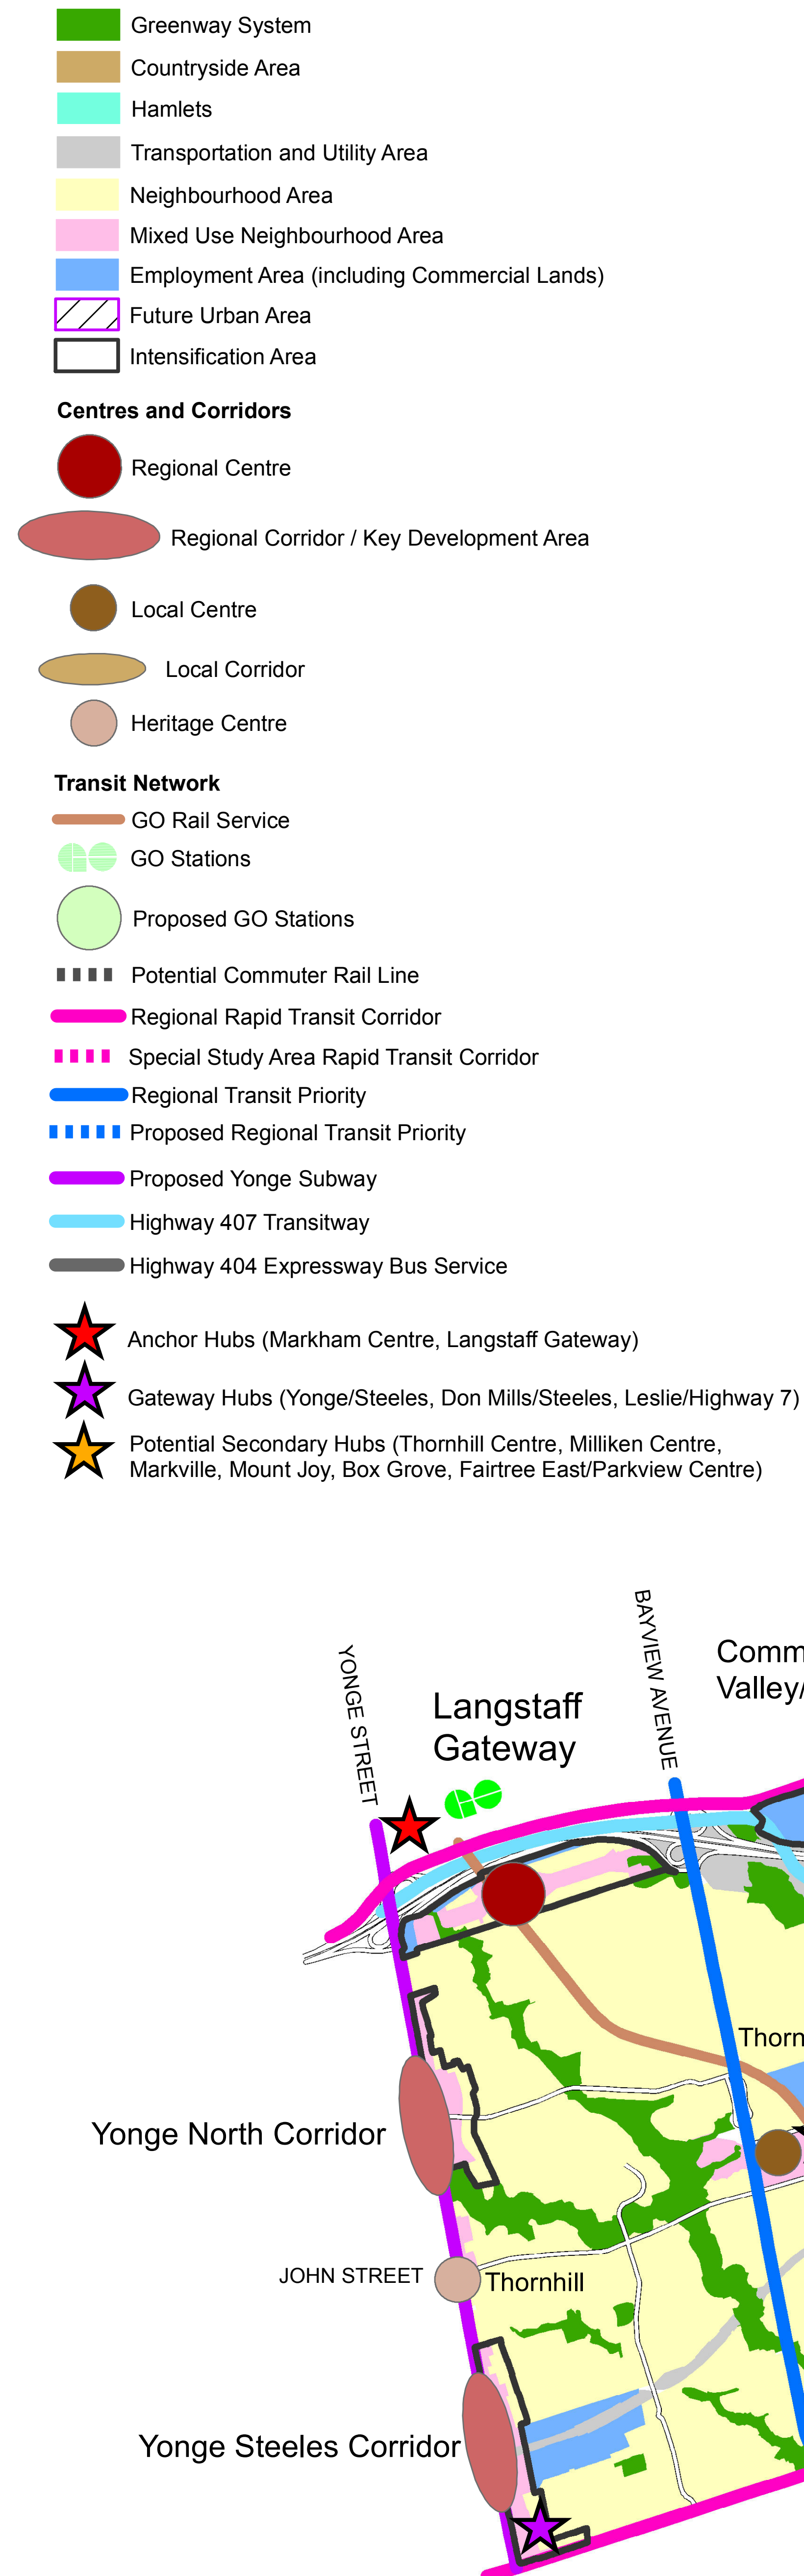 Greenway System
Countryside Area
Hamlets
Transportation and Utility Area
Neighbourhood Area
Mixed Use Neighbourhood Area
Employment Area (including Commercial Lands)
Future Urban Area
Intensification Area
Centres and Corridors
Regional Centre
Regional Corridor / Key Development Area
Local Centre
Local Corridor
Heritage Centre
Transit Network
GO Rail Service
GO Stations
Proposed GO Stations
Potential Commuter Rail Line
Regional Rapid Transit Corridor
Special Study Area Rapid Transit Corridor
Regional Transit Priority
Proposed Regional Transit Priority
Proposed Yonge Subway
Highway 407 Transitway
Highway 404 Expressway Bus Service
Anchor Hubs (Markham Centre, Langstaff Gateway)
Gateway Hubs (Yonge/Steeles, Don Mills/Steeles, Leslie/Highway 7)
Potential Secondary Hubs (Thornhill Centre, Milliken Centre,
Markville, Mount Joy, Box Grove, Fairtree East/Parkview Centre)
YONGE STREET
BAYVIEW AVENUE
Comm
Valley/
Langstaff
Gateway
Thorn
Yonge North Corridor
JOHN STREET
Thornhill
Yonge Steeles Corridor